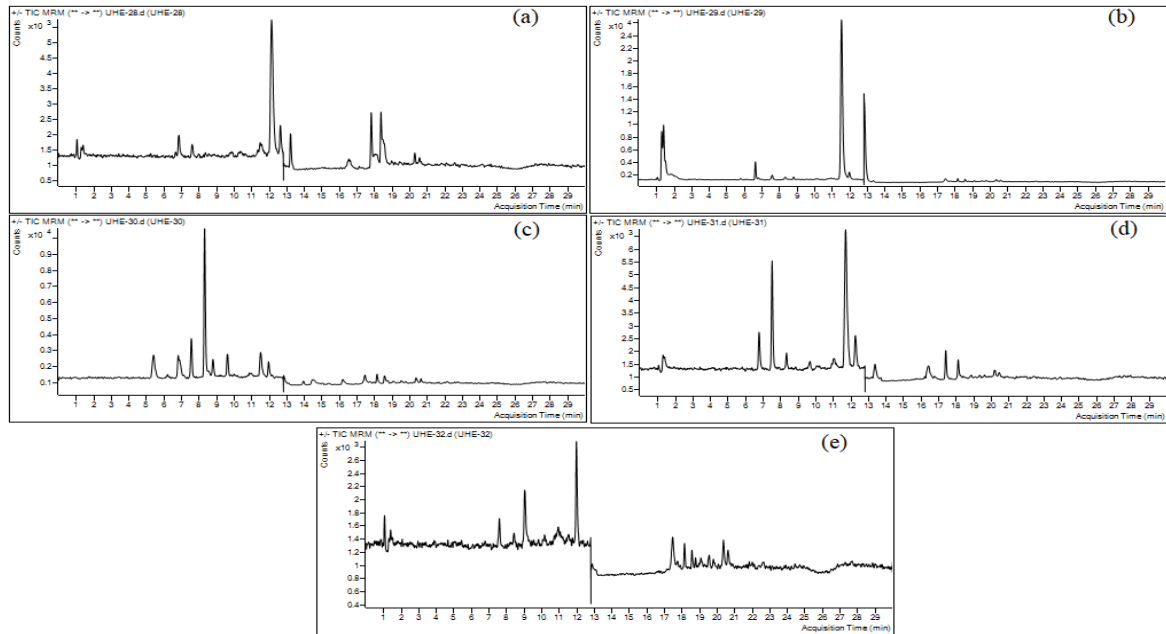 +/- TIC MRM (** -> **) UHE-28.d (UHE-28)
(a)
Counts
x10 3
5
4.5
4
3.5
3
2.5
2
1.5
1
0.5
1 2 3 4 5 6 7 8 9 10 11 12 13 14 15 16 17 18 19 20 21 22 23 24 25 26 27 28 29
Acquisition Time (min)
+/- TIC MRM (** -> **) UHE-29.d (UHE-29)
(b)
Counts
x10 4
2.4
2.2
2
1.8
1.6
1.4
1.2
1
0.8
0.6
0.4
0.2
1 2 3 4 5 6 7 8 9 10 11 12 13 14 15 16 17 18 19 20 21 22 23 24 25 26 27 28 29
Acquisition Time (min)
+/- TIC MRM (** -> **) UHE-30.d (UHE-30)
(c)
Counts
x10 4
0.9
0.8
0.7
0.6
0.5
0.4
0.3
0.2
0.1
1 2 3 4 5 6 7 8 9 10 11 12 13 14 15 16 17 18 19 20 21 22 23 24 25 26 27 28 29
Acquisition Time (min)
+/- TIC MRM (** -> **) UHE-31.d (UHE-31)
(d)
Counts
x10 3
6
5.5
5
4.5
4
3.5
3
2.5
2
1.5
1
0.5
1 2 3 4 5 6 7 8 9 10 11 12 13 14 15 16 17 18 19 20 21 22 23 24 25 26 27 28 29
Acquisition Time (min)
+/- TIC MRM (** -> **) UHE-32.d (UHE-32)
(e)
Counts
x10 3
2.6
2.4
2.2
2
1.8
1.6
1.4
1.2
1
0.8
0.6
0.4
1 2 3 4 5 6 7 8 9 10 11 12 13 14 15 16 17 18 19 20 21 22 23 24 25 26 27 28 29
Acquisition Time (min)